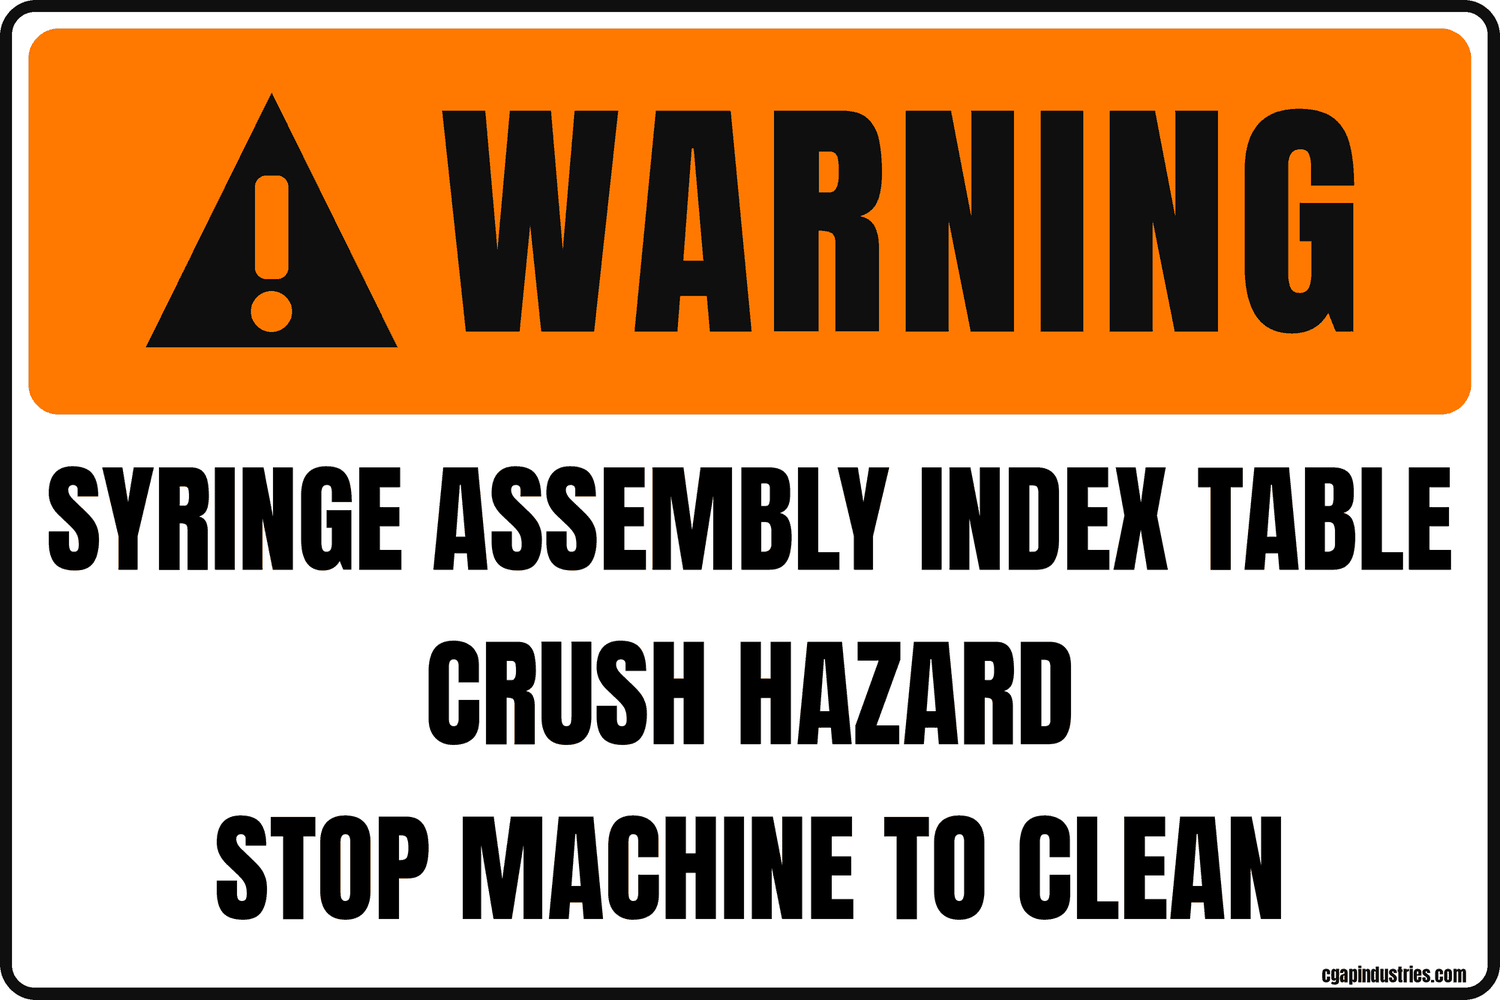 WARNING
SYRINGE ASSEMBLY INDEX TABLE
CRUSH HAZARD
STOP MACHINE TO CLEAN
cgapindustries.com